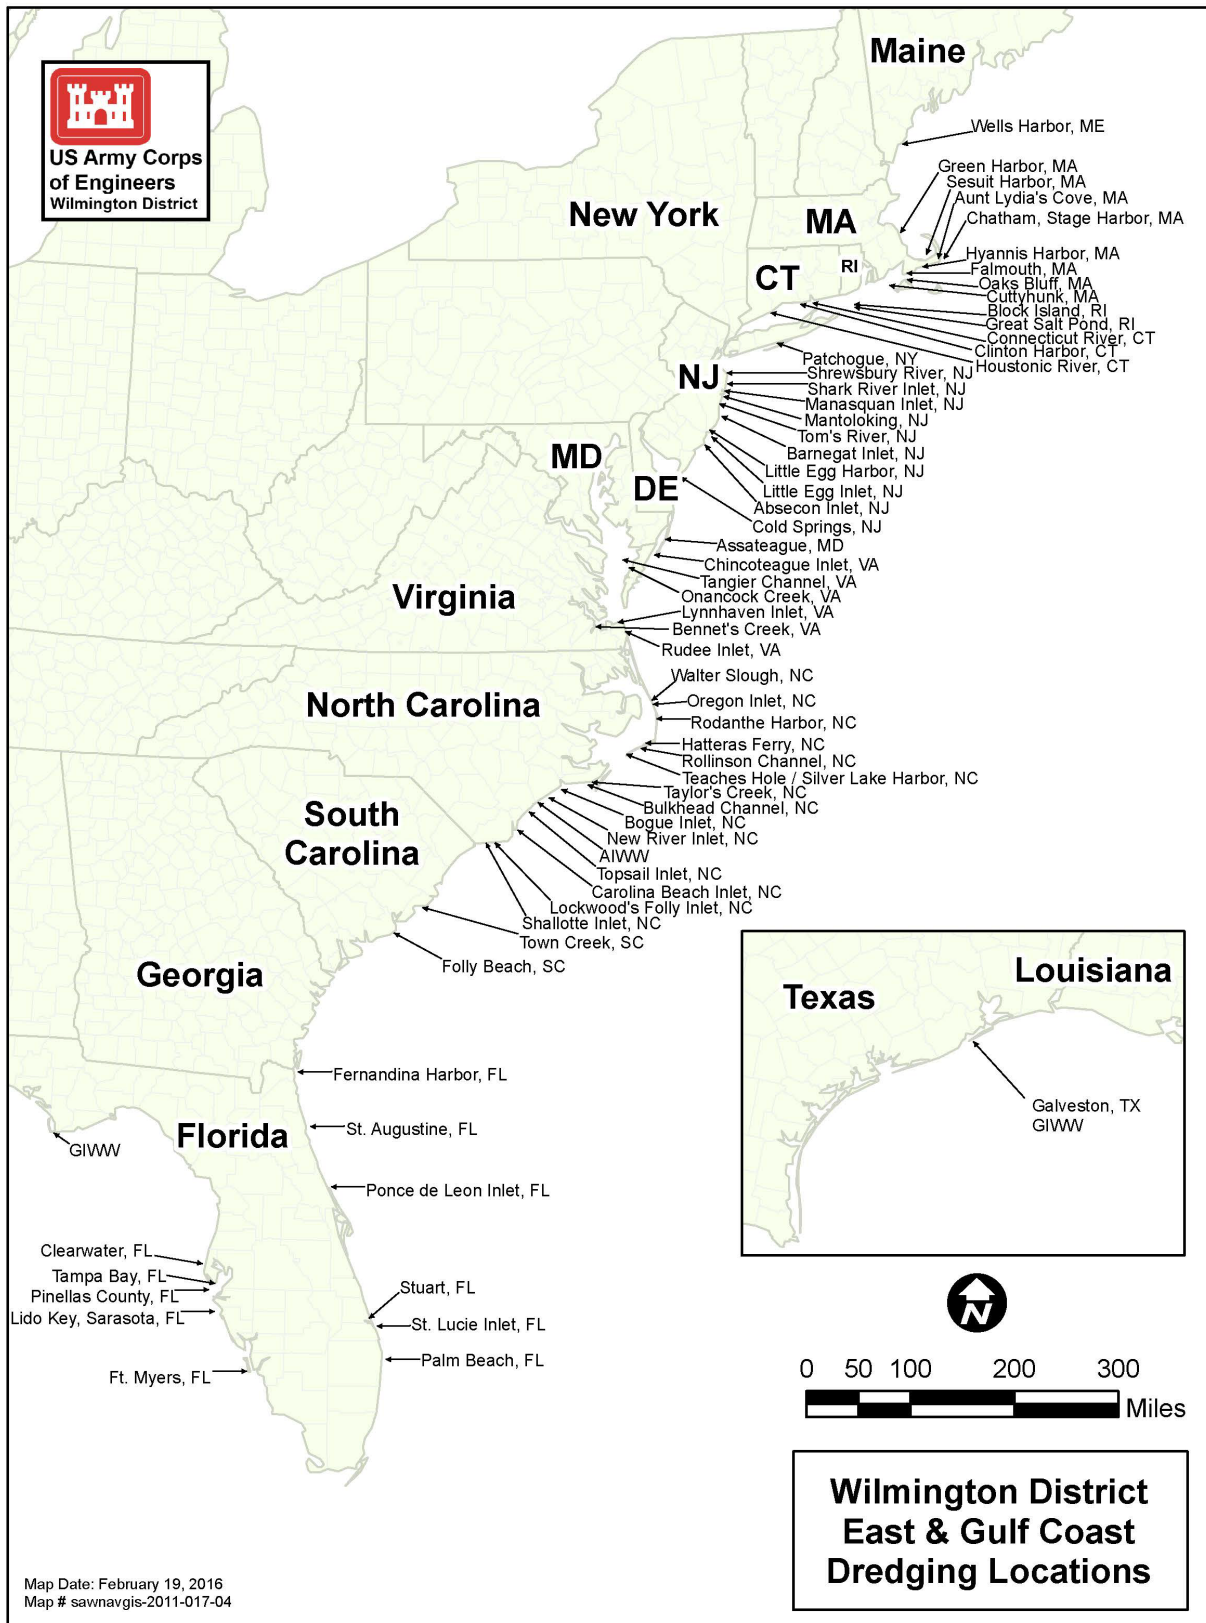 Maine
US Army Corps
of Engineers
Wilmington District
Wells Harbor, ME
Green Harbor, MA
Sesuit Harbor, MA
Aunt Lydia's Cove, MA
Chatham, Stage Harbor, MA
New York
MA
Hyannis Harbor, MA
RI
Falmouth, MA
CT
Oaks Bluff, MA
Cuttyhunk, MA
Block Island, RI
Great Salt Pond, RI
Connecticut River, CT
Clinton Harbor, CT
Houstonic River, CT
Patchogue, NY
NJ
Shrewsbury River, NJ
Shark River Inlet, NJ
Manasquan Inlet, NJ
Mantoloking, NJ
Tom's River, NJ
Barnegat Inlet, NJ
MD
Little Egg Harbor, NJ
DE
Little Egg Inlet, NJ
Absecon Inlet, NJ
Cold Springs, NJ
Assateague, MD
Chincoteague Inlet, VA
Tangier Channel, VA
Virginia
Onancock Creek, VA
Lynnhaven Inlet, VA
Bennet's Creek, VA
Rudee Inlet, VA
Walter Slough, NC
North Carolina
Oregon Inlet, NC
Rodanthe Harbor, NC
Hatteras Ferry, NC
Rollinson Channel, NC
Teaches Hole / Silver Lake Harbor, NC
Taylor's Creek, NC
Bulkhead Channel, NC
South
Carolina
Bogue Inlet, NC
New River Inlet, NC
AIWW
Topsail Inlet, NC
Carolina Beach Inlet, NC
Lockwood's Folly Inlet, NC
Shallotte Inlet, NC
Town Creek, SC
Folly Beach, SC
Georgia
Louisiana
Texas
Galveston, TX
GIWW
Fernandina Harbor, FL
Florida
St. Augustine, FL
GIWW
Ponce de Leon Inlet, FL
Clearwater, FL
Tampa Bay, FL
Pinellas County, FL
Lido Key, Sarasota, FL
Stuart, FL
St. Lucie Inlet, FL
Palm Beach, FL
Ft. Myers, FL
N
0 50 100 200 300
Miles
Wilmington District
East & Gulf Coast
Dredging Locations
Map Date: February 19, 2016
Map # sawnavgis-2011-017-04